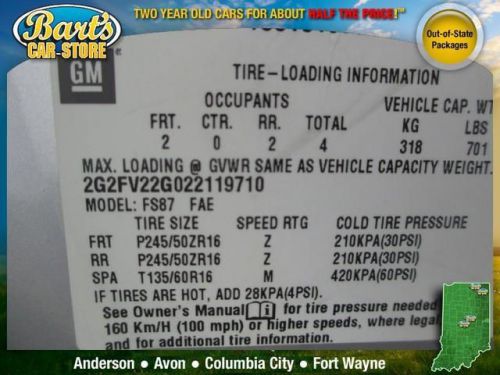 Bart's
CAR-STORE
TWO YEAR OLD CARS FOR ABOUT HALF THE PRICE!™
Out-of-State
Packages
GM
TIRE-LOADING INFORMATION
OCCUPANTS VEHICLE CAP. WT
FRT. CTR. RR. TOTAL KG LBS
2 0 2 4 318 701
MAX. LOADING @ GVWR SAME AS VEHICLE CAPACITY WEIGHT.
2G2FV22G022119710
MODEL: FS87 FAE
TIRE SIZE SPEED RTG COLD TIRE PRESSURE
FRT P245/50ZR16 Z 210KPA(30PSI)
RR P245/50ZR16 Z 210KPA(30PSI)
SPA T135/60R16 M 420KPA(60PSI)
IF TIRES ARE HOT, ADD 28KPA(4PSI).
See Owner's Manual for tire pressure needed
160 Km/H (100 mph) or higher speeds, where legal
and for additional tire information.
Anderson ● Avon ● Columbia City ● Fort Wayne